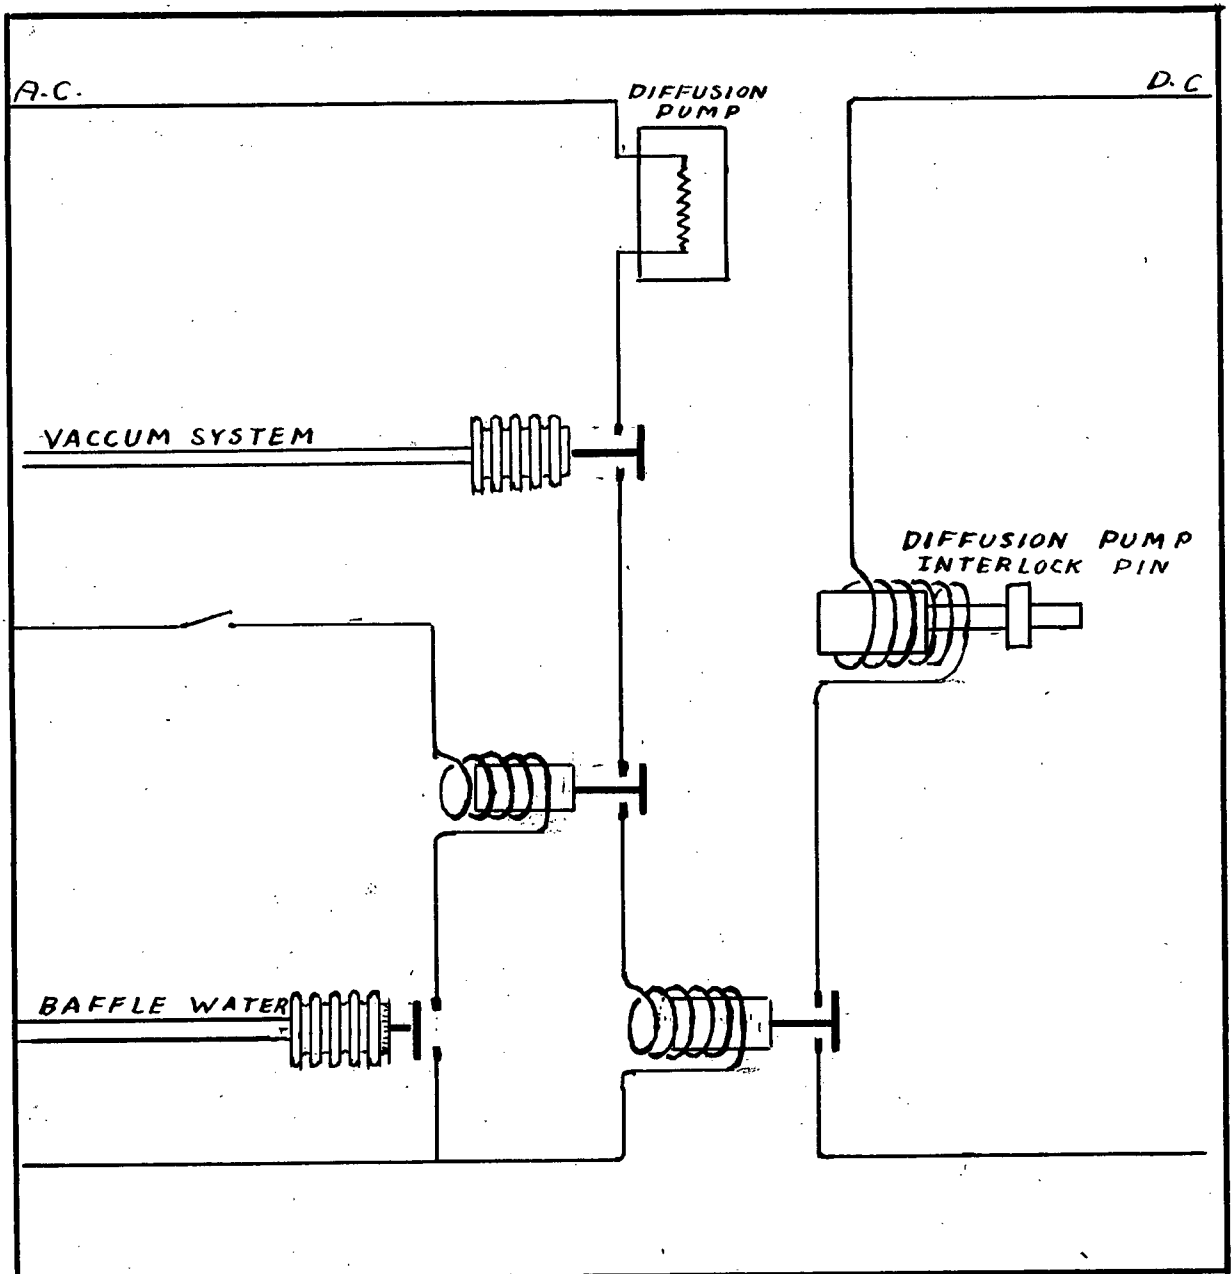 A.C.
DIFFUSION
PUMP
D.C
VACCUM SYSTEM
DIFFUSION PUMP
INTERLOCK PIN
BAFFLE WATER